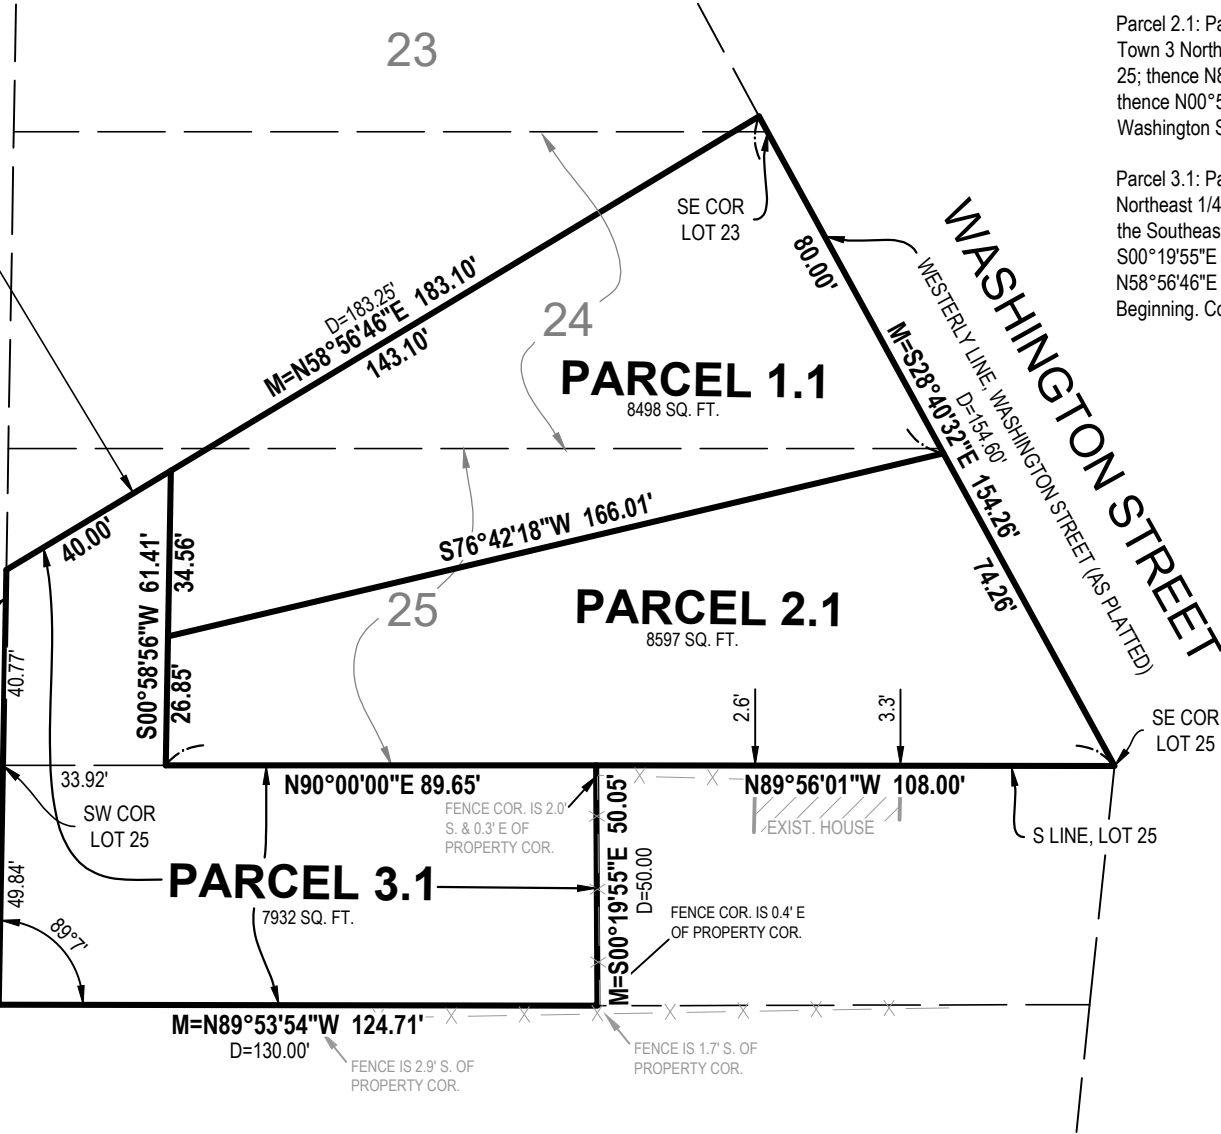 23
Parcel 2.1: Pa
Town 3 North
25; thence N8
thence N00°5
Washington S
Parcel 3.1: Pa
Northeast 1/4
the Southeas
S00°19'55"E
N58°56'46"E
Beginning. Co
SE COR
LOT 23
80.00'
WASHINGTON STREET
WESTERLY LINE, WASHINGTON STREET (AS PLATTED)
D=154.60'
M=S28°40'32"E 154.26'
74.26'
D=183.25'
M=N58°56'46"E 183.10'
143.10'
24
PARCEL 1.1
8498 SQ. FT.
40.00'
S00°58'56"W 61.41'
34.56'
26.85'
S76°42'18"W 166.01'
25
PARCEL 2.1
8597 SQ. FT.
40.77'
2.6'
3.3'
SE COR
LOT 25
33.92'
SW COR
LOT 25
N90°00'00"E 89.65'
N89°56'01"W 108.00'
FENCE COR. IS 2.0'
S. & 0.3' E OF
PROPERTY COR.
EXIST. HOUSE
S LINE, LOT 25
PARCEL 3.1
7932 SQ. FT.
49.84'
89°7'
M=S00°19'55"E 50.05'
D=50.00
FENCE COR. IS 0.4' E
OF PROPERTY COR.
M=N89°53'54"W 124.71'
D=130.00'
FENCE IS 2.9' S. OF
PROPERTY COR.
FENCE IS 1.7' S. OF
PROPERTY COR.